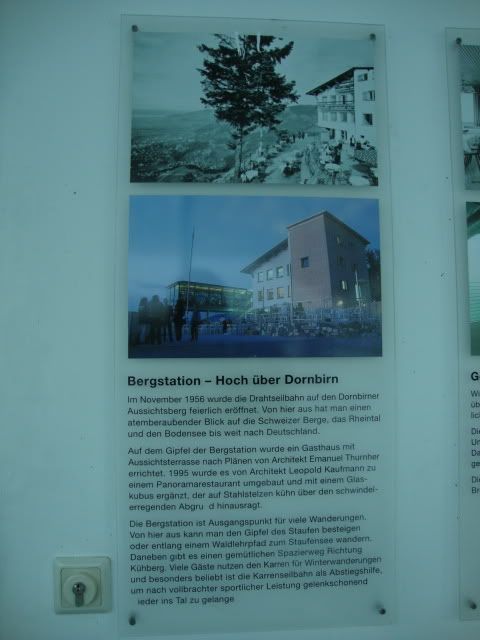 Bergstation – Hoch über Dornbirn
Im November 1956 wurde die Drahtseilbahn auf den Dornbirner
Aussichtsberg feierlich eröffnet. Von hier aus hat man einen
atemberaubender Blick auf die Schweizer Berge, das Rheintal
und den Bodensee bis weit nach Deutschland.
Auf dem Gipfel der Bergstation wurde ein Gasthaus mit
Aussichtsterrasse nach Plänen von Architekt Emanuel Thurnher
errichtet. 1995 wurde es von Architekt Leopold Kaufmann zu
einem Panoramarestaurant umgebaut und mit einem Glas-
kubus ergänzt, der auf Stahlstelzen kühn über den schwindel-
erregenden Abgru d hinausragt.
Die Bergstation ist Ausgangspunkt für viele Wanderungen.
Von hier aus kann man den Gipfel des Staufen besteigen
oder entlang einem Waldlehrpfad zum Staufensee wandern.
Daneben gibt es einen gemütlichen Spazierweg Richtung
Kühberg. Viele Gäste nutzen den Karren für Winterwanderungen
und besonders beliebt ist die Karrenseilbahn als Abstiegshilfe,
um nach vollbrachter sportlicher Leistung gelenkschonend
ieder ins Tal zu gelange